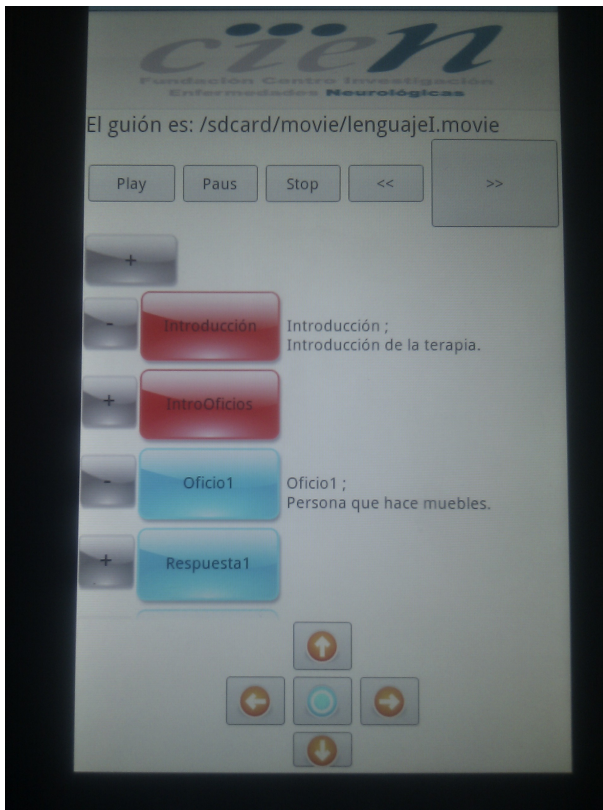 cien
Fundación Centro Investigación
Enfermedades Neurológicas
El guión es: /sdcard/movie/lenguajeI.movie
Play Paus Stop << >>
+
- Introducción Introducción ;
Introducción de la terapia.
+ IntroOficios
- Oficio1 Oficio1 ;
Persona que hace muebles.
+ Respuesta1